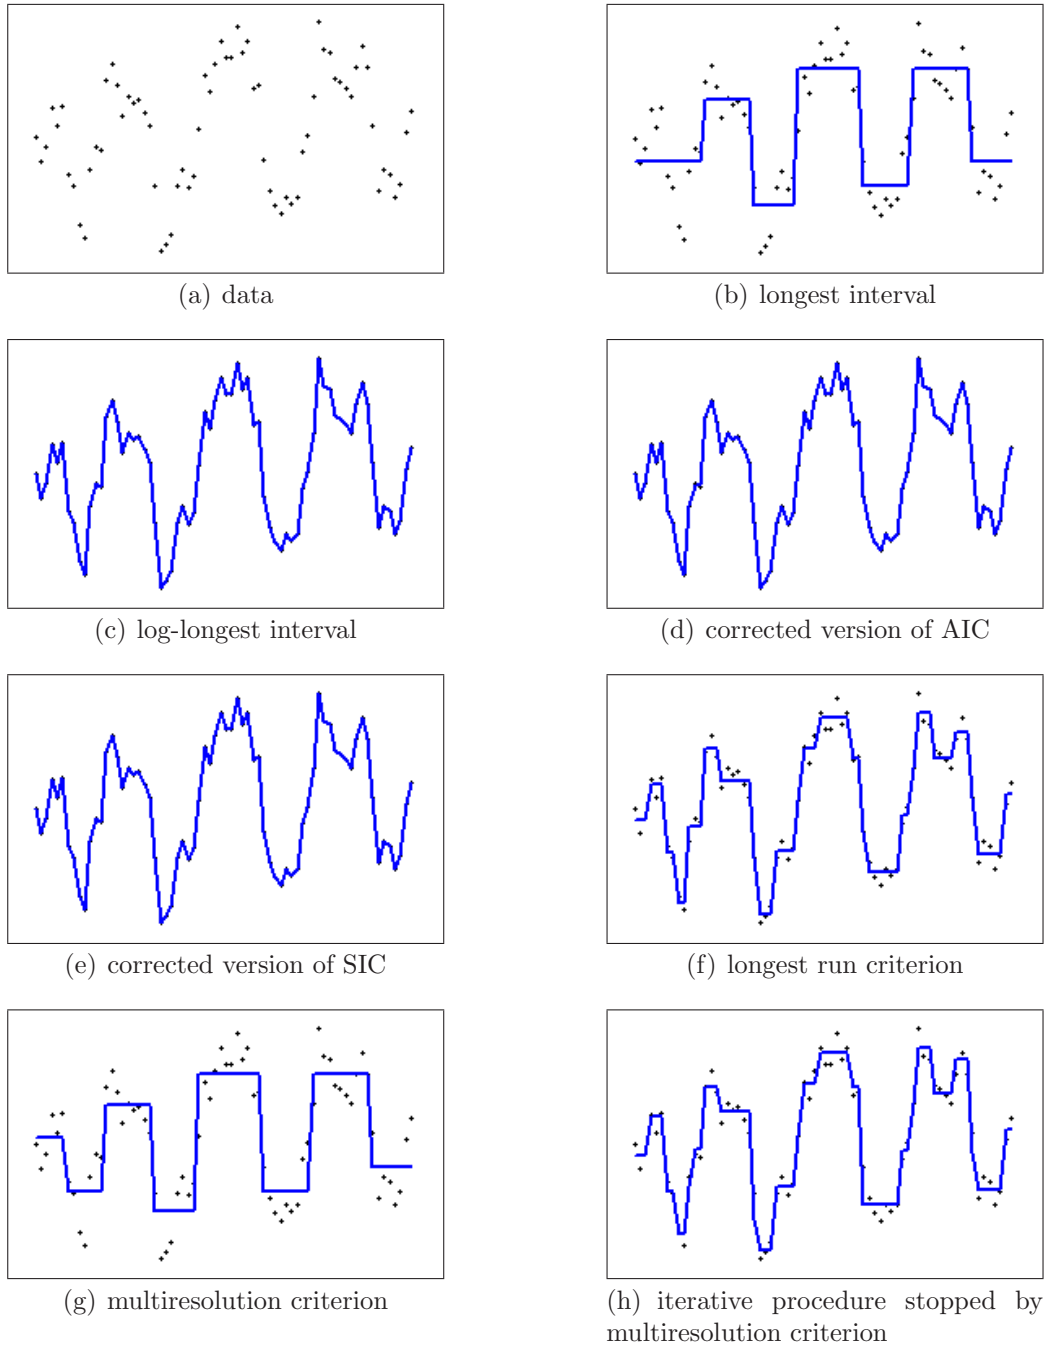 (a) data
(b) longest interval
(c) log-longest interval
(d) corrected version of AIC
(e) corrected version of SIC
(f) longest run criterion
(g) multiresolution criterion
(h) iterative procedure stopped by
multiresolution criterion